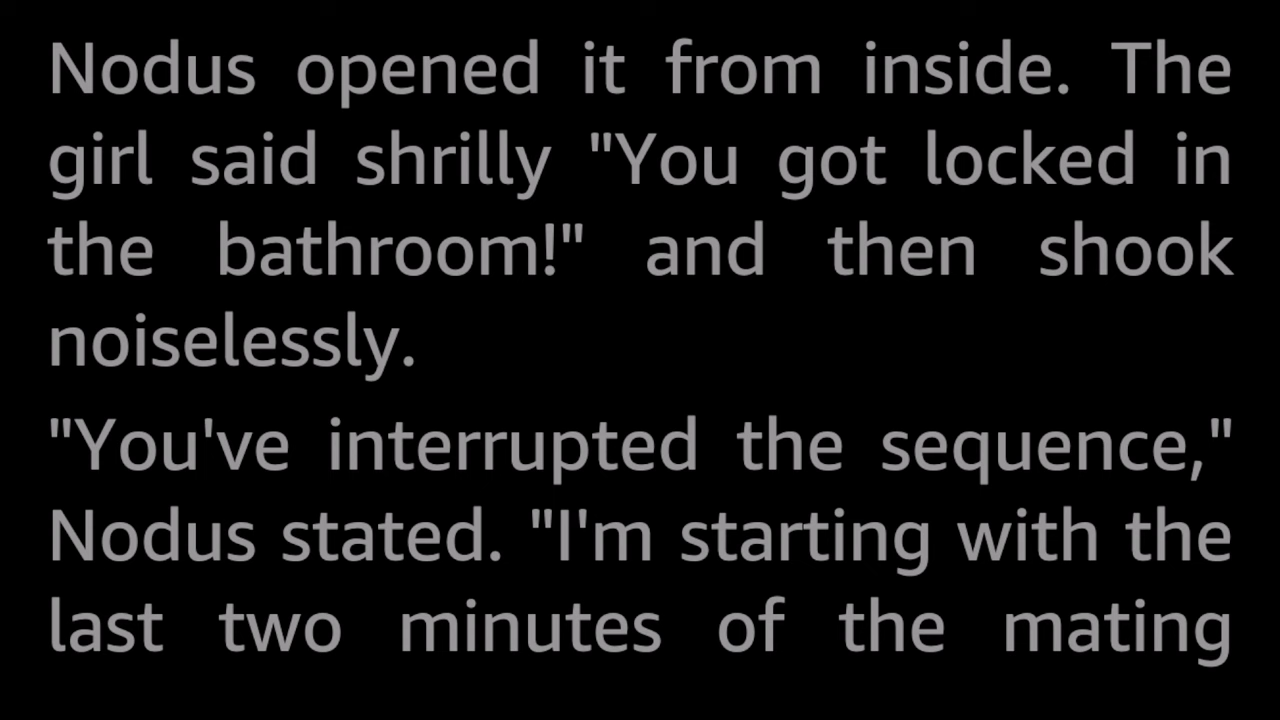 Nodus opened it from inside. The
girl said shrilly "You got locked in
the bathroom!" and then shook
noiselessly.
"You've interrupted the sequence,"
Nodus stated. "I'm starting with the
last two minutes of the mating